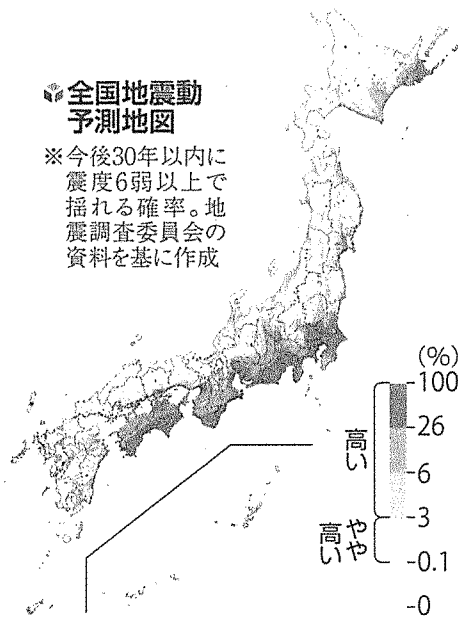 全国地震動
予測地図
※今後30年以内に
震度6弱以上で
揺れる確率。地
震調査委員会の
資料を基に作成
(%)
100
26
6
3
0.1
0
高い
やや
高い